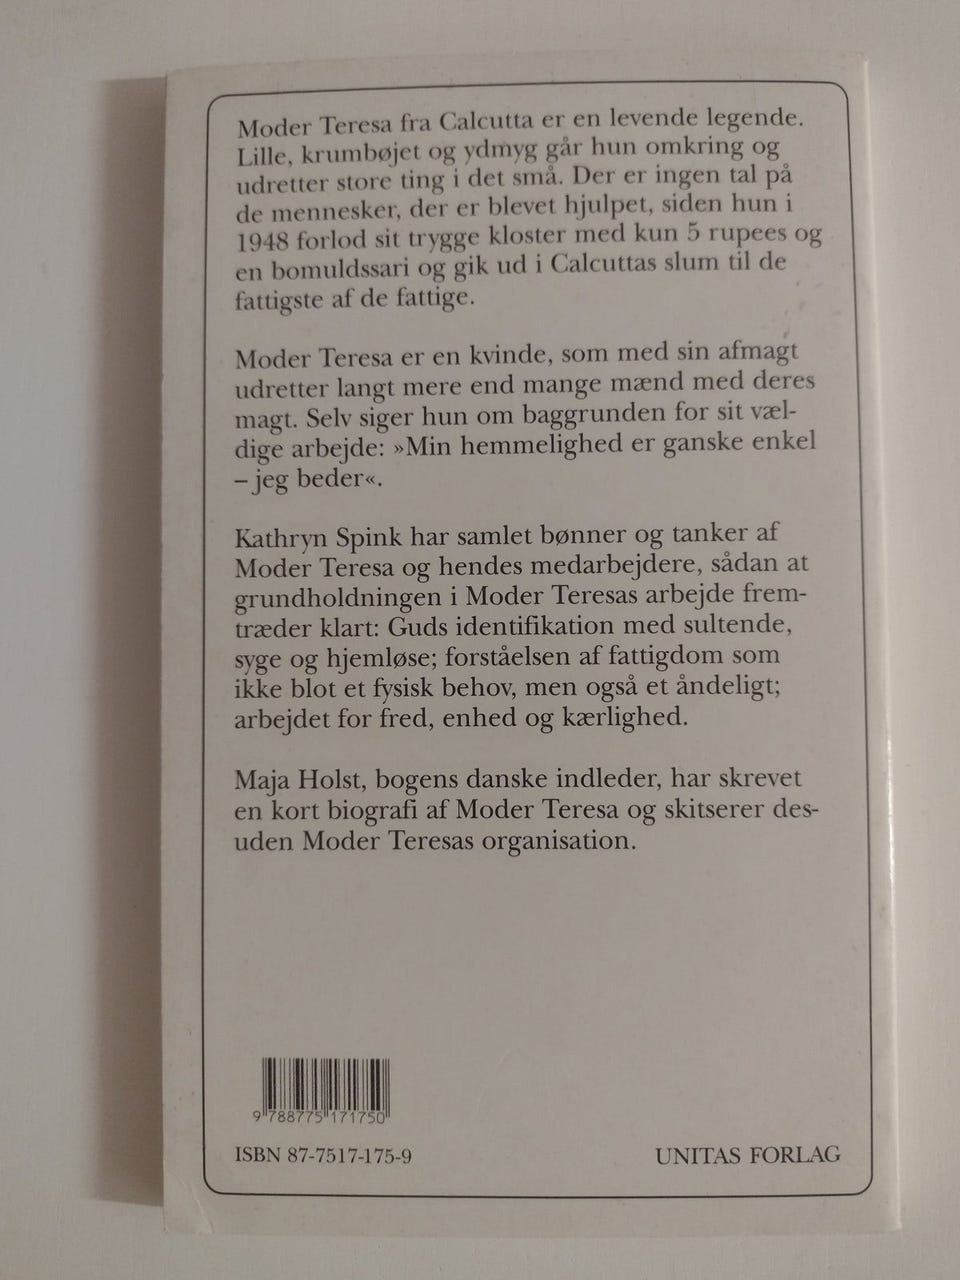 Moder Teresa fra Calcutta er en levende legende.
Lille, krumbøjet og ydmyg går hun omkring og
udretter store ting i det små. Der er ingen tal på
de mennesker, der er blevet hjulpet, siden hun i
1948 forlod sit trygge kloster med kun 5 rupees og
en bomuldssari og gik ud i Calcuttas slum til de
fattigste af de fattige.
Moder Teresa er en kvinde, som med sin afmagt
udretter langt mere end mange mænd med deres
magt. Selv siger hun om baggrunden for sit væl-
dige arbejde: »Min hemmelighed er ganske enkel
– jeg beder«.
Kathryn Spink har samlet bønner og tanker af
Moder Teresa og hendes medarbejdere, sådan at
grundholdningen i Moder Teresas arbejde frem-
træder klart: Guds identifikation med sultende,
syge og hjemløse; forståelsen af fattigdom som
ikke blot et fysisk behov, men også et åndeligt;
arbejdet for fred, enhed og kærlighed.
Maja Holst, bogens danske indleder, har skrevet
en kort biografi af Moder Teresa og skitserer des-
uden Moder Teresas organisation.
9 788775 171750
ISBN 87-7517-175-9
UNITAS FORLAG